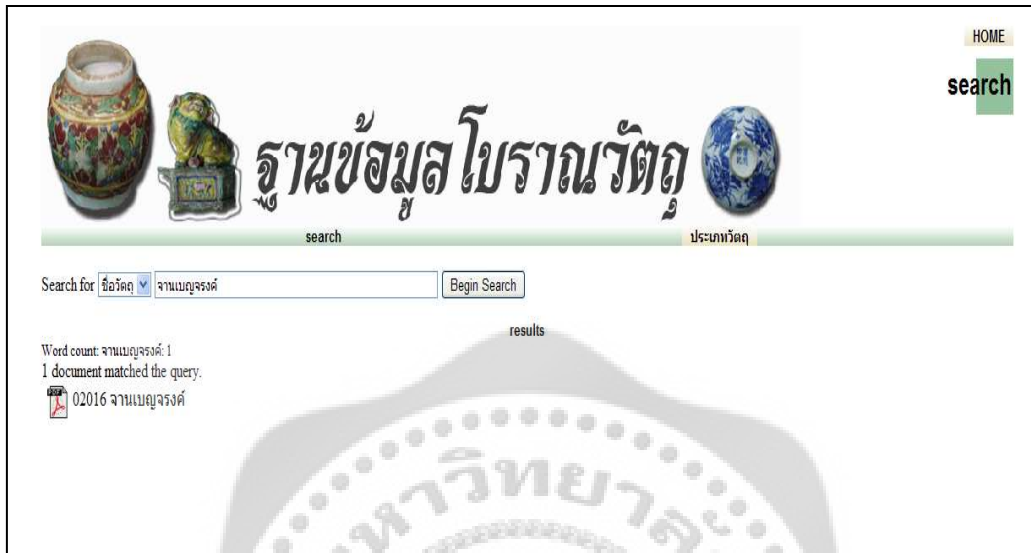 HOME
search
ฐานข้อมูลโบราณวัตถุ
search ประเภทวัตถุ
Search for ชื่อวัตถุ จานเบญจรงค์ Begin Search
results
Word count: จานเบญจรงค์: 1
1 document matched the query.
02016 จานเบญจรงค์